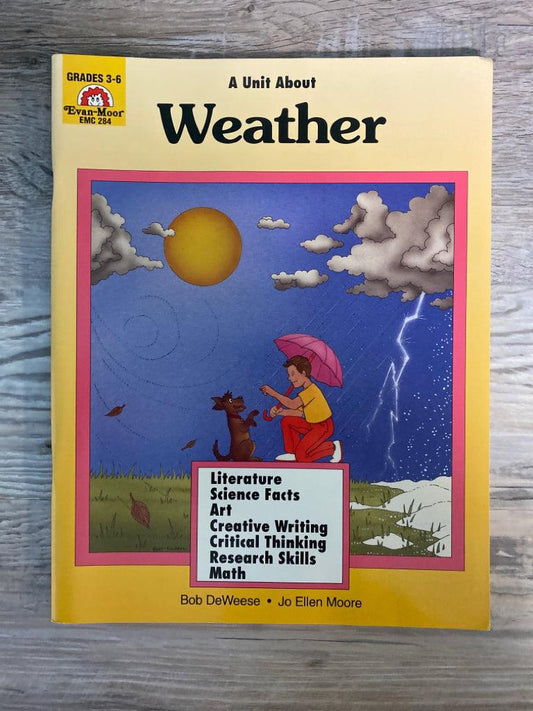 GRADES 3-6
Evan-Moor
EMC 284
A Unit About
Weather
Literature
Science Facts
Art
Creative Writing
Critical Thinking
Research Skills
Math
Bob DeWeese • Jo Ellen Moore